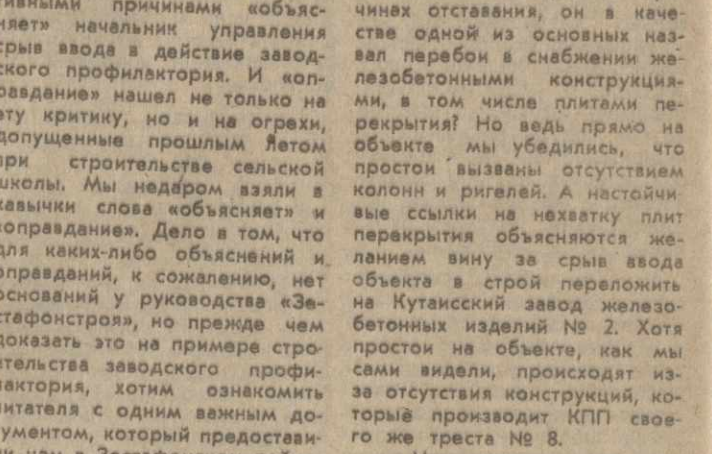 тивными причинами «объяс-
няет» начальник управления
срыв ввода в действие завод-
ского профилактория. И «оп-
равдание» нашел не только на
эту критику, но и на огрехи,
допущенные прошлым летом
при строительстве сельской
школы. Мы недаром взяли в
кавычки слова «объясняет» и
«оправдание». Дело в том, что
для каких-либо объяснений и
оправданий, к сожалению, нет
оснований у руководства «Зе-
стафонстроя», но прежде чем
доказать это на примере стро-
ительства заводского профи-
лактория, хотим ознакомить
читателя с одним важным до-
кументом, который предостави-
чинах отставания, он в каче-
стве одной из основных наз-
вал перебои в снабжении же-
лезобетонными конструкция-
ми, в том числе плитами пе-
рекрытия? Но ведь прямо на
объекте мы убедились, что
простои вызваны отсутствием
колонн и ригелей. А настойчи-
вые ссылки на нехватку плит
перекрытия объясняются же-
ланием вину за срыв ввода
объекта в строй переложить
на Кутаисский завод железо-
бетонных изделий № 2. Хотя
простои на объекте, как мы
сами видели, происходят из-
за отсутствия конструкций, ко-
торые производит КПП свое-
го же треста № 8.